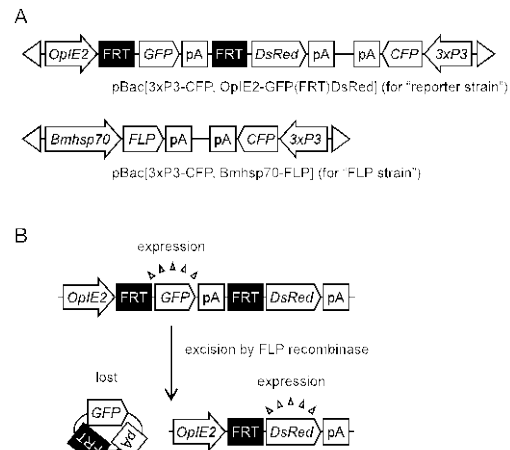 A
OpIE2 FRT GFP pA FRT DsRed pA pA CFP 3xP3
pBac[3xP3-CFP, OpIE2-GFP(FRT)DsRed] (for "reporter strain")
Bmhsp70 FLP pA pA CFP 3xP3
pBac[3xP3-CFP, Bmhsp70-FLP] (for "FLP strain")
B
expression
OpIE2 FRT GFP pA FRT DsRed pA
excision by FLP recombinase
lost
expression
GFP
FRT pA
OpIE2 FRT DsRed pA